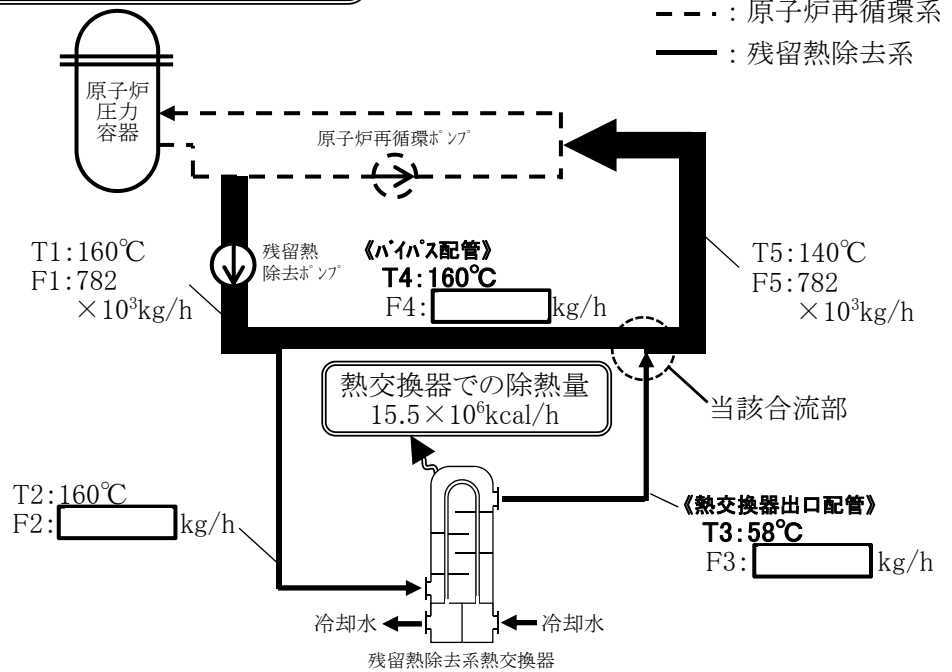 ---：原子炉再循環系
――：残留熱除去系
原子炉
圧力
容器
原子炉再循環ﾎﾟﾝﾌﾟ
T1:160℃
F1:782
×10³kg/h
残留熱
除去ﾎﾟﾝﾌﾟ
《ﾊﾞｲﾊﾟｽ配管》
T4:160℃
F4: kg/h
T5:140℃
F5:782
×10³kg/h
熱交換器での除熱量
15.5×10⁶kcal/h
当該合流部
T2:160℃
F2: kg/h
《熱交換器出口配管》
T3:58℃
F3: kg/h
冷却水
冷却水
残留熱除去系熱交換器